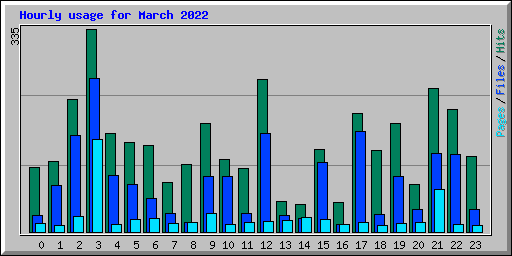 Hourly usage for March 2022
335
Pages/Files/Hits
0 1 2 3 4 5 6 7 8 9 10 11 12 13 14 15 16 17 18 19 20 21 22 23